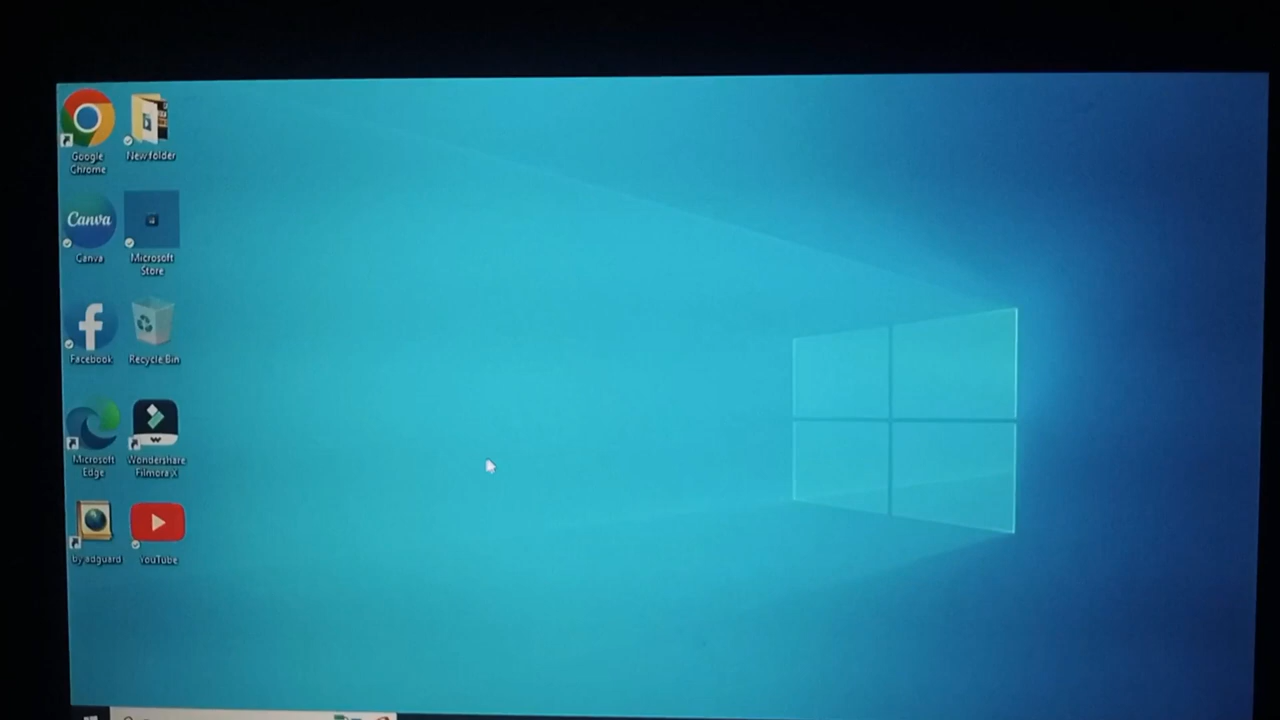 Google
Chrome
New folder
Canva
Canva
Microsoft
Store
Facebook
Recycle Bin
Microsoft
Edge
Wondershare
Filmora X
by adguard
YouTube